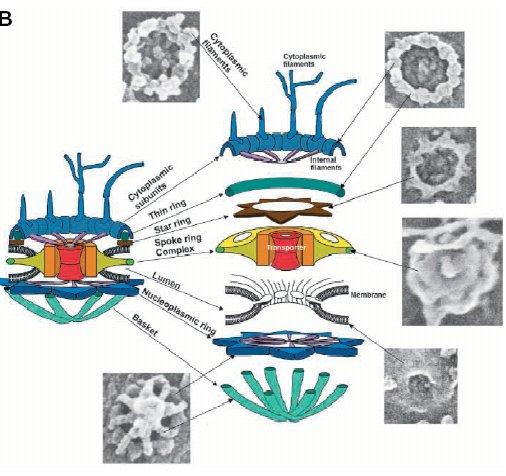 B
Cytoplasmic
filaments
Cytoplasmic
filaments
Internal
filaments
Cytoplasmic
subunits
Thin ring
Star ring
Spoke ring
Complex
Transporter
Lumen
Membrane
Nucleoplasmic ring
Basket